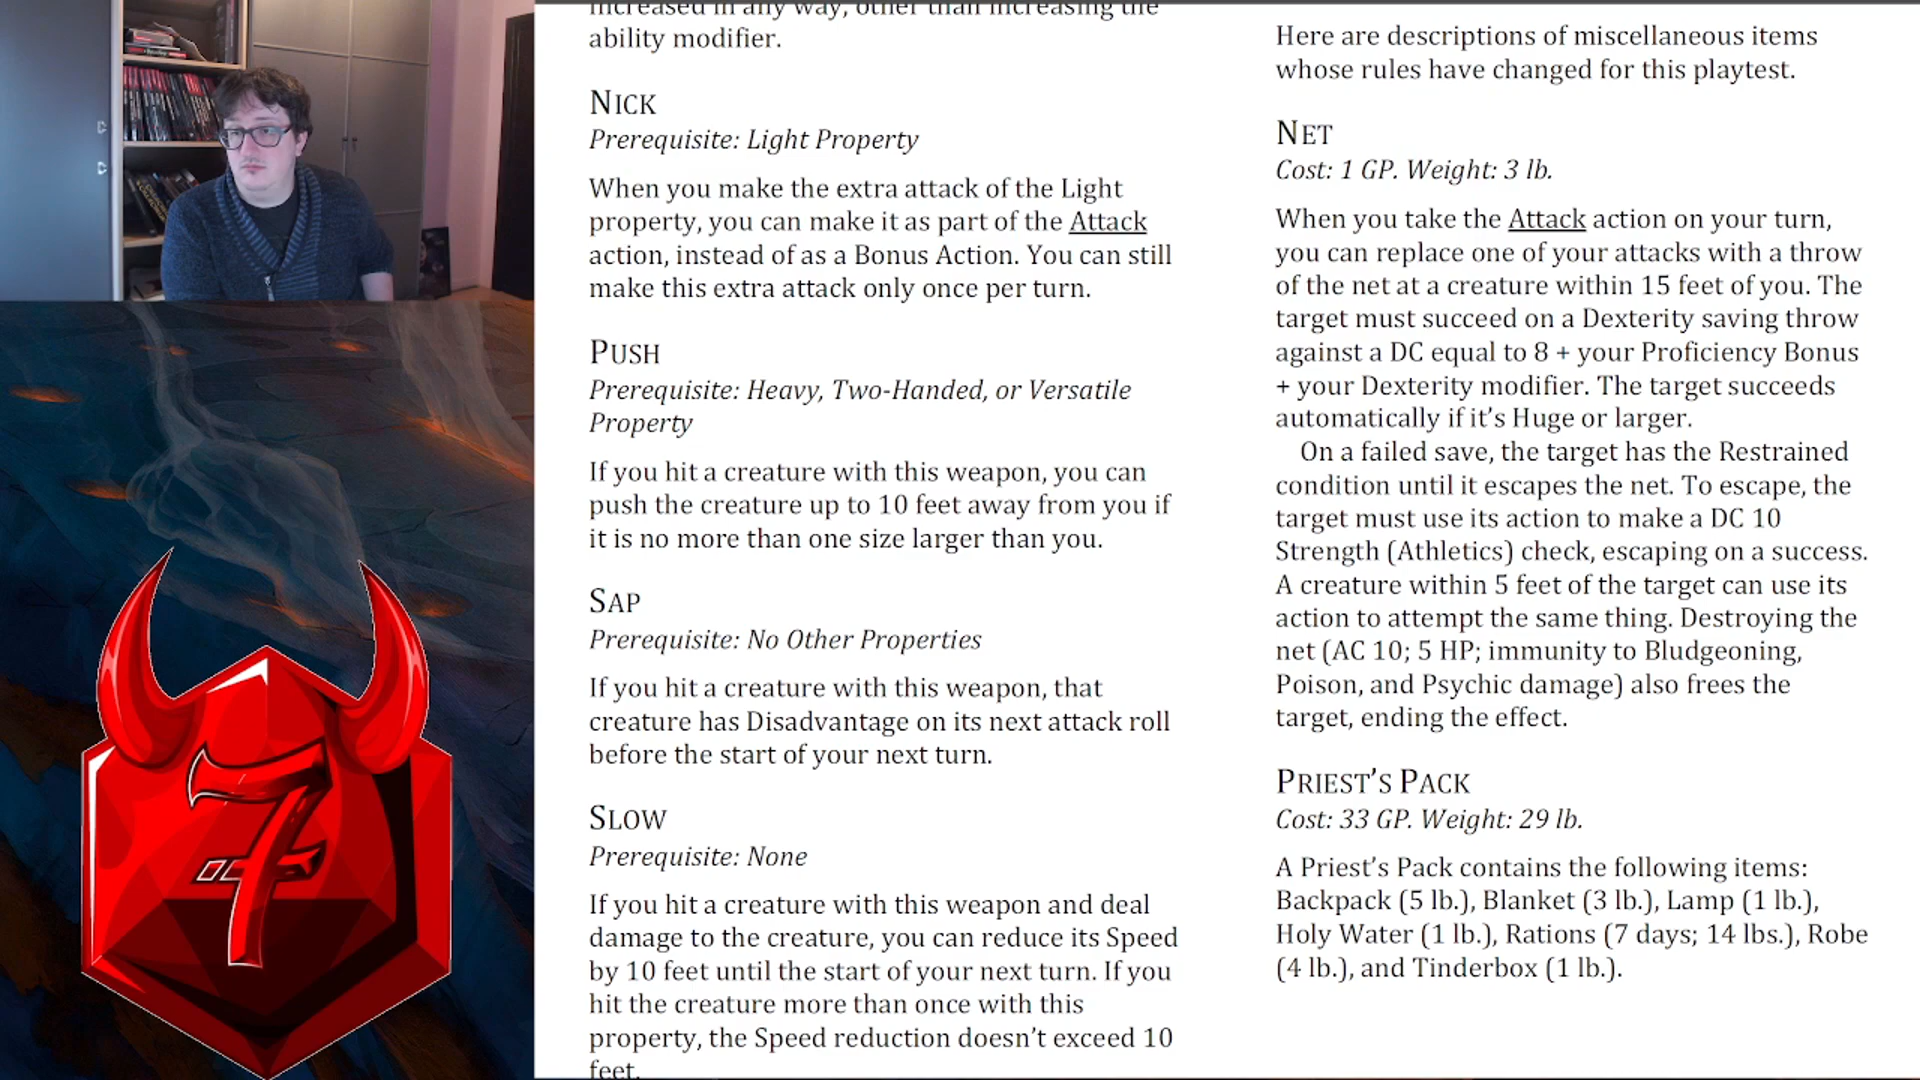 increased in any way, other than increasing the
ability modifier.
NICK
Prerequisite: Light Property
When you make the extra attack of the Light
property, you can make it as part of the Attack
action, instead of as a Bonus Action. You can still
make this extra attack only once per turn.
PUSH
Prerequisite: Heavy, Two-Handed, or Versatile
Property
If you hit a creature with this weapon, you can
push the creature up to 10 feet away from you if
it is no more than one size larger than you.
SAP
Prerequisite: No Other Properties
If you hit a creature with this weapon, that
creature has Disadvantage on its next attack roll
before the start of your next turn.
SLOW
Prerequisite: None
If you hit a creature with this weapon and deal
damage to the creature, you can reduce its Speed
by 10 feet until the start of your next turn. If you
hit the creature more than once with this
property, the Speed reduction doesn't exceed 10
feet.
Here are descriptions of miscellaneous items
whose rules have changed for this playtest.
NET
Cost: 1 GP. Weight: 3 lb.
When you take the Attack action on your turn,
you can replace one of your attacks with a throw
of the net at a creature within 15 feet of you. The
target must succeed on a Dexterity saving throw
against a DC equal to 8 + your Proficiency Bonus
+ your Dexterity modifier. The target succeeds
automatically if it's Huge or larger.
On a failed save, the target has the Restrained
condition until it escapes the net. To escape, the
target must use its action to make a DC 10
Strength (Athletics) check, escaping on a success.
A creature within 5 feet of the target can use its
action to attempt the same thing. Destroying the
net (AC 10; 5 HP; immunity to Bludgeoning,
Poison, and Psychic damage) also frees the
target, ending the effect.
PRIEST'S PACK
Cost: 33 GP. Weight: 29 lb.
A Priest's Pack contains the following items:
Backpack (5 lb.), Blanket (3 lb.), Lamp (1 lb.),
Holy Water (1 lb.), Rations (7 days; 14 lbs.), Robe
(4 lb.), and Tinderbox (1 lb.).
7